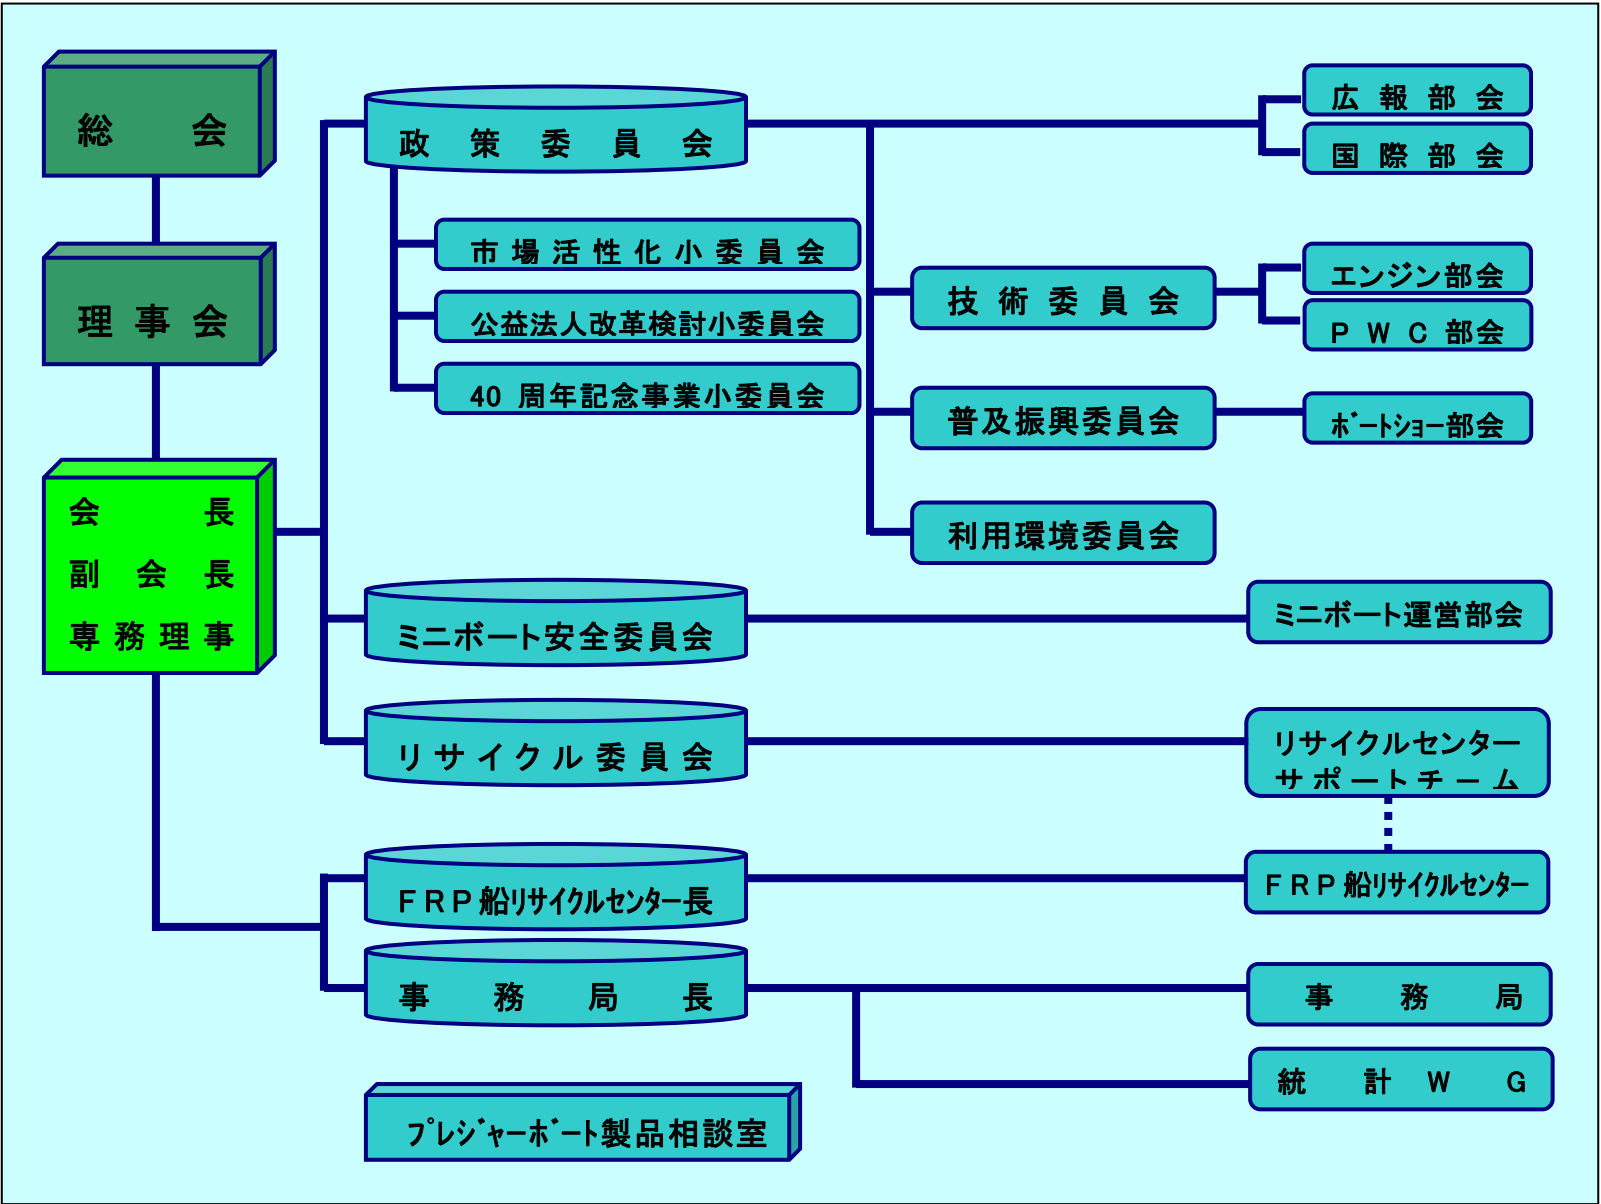 総会
理事会
会長
副会長
専務理事
政策委員会
市場活性化小委員会
公益法人改革検討小委員会
40周年記念事業小委員会
広報部会
国際部会
技術委員会
エンジン部会
PWC部会
普及振興委員会
ﾎﾞｰﾄｼｮｰ部会
利用環境委員会
ミニボート安全委員会
ミニボート運営部会
リサイクル委員会
リサイクルセンター
サポートチーム
FRP船ﾘｻｲｸﾙｾﾝﾀｰ長
FRP船ﾘｻｲｸﾙｾﾝﾀｰ
事務局長
事務局
統計WG
ﾌﾟﾚｼﾞｬｰﾎﾞｰﾄ製品相談室